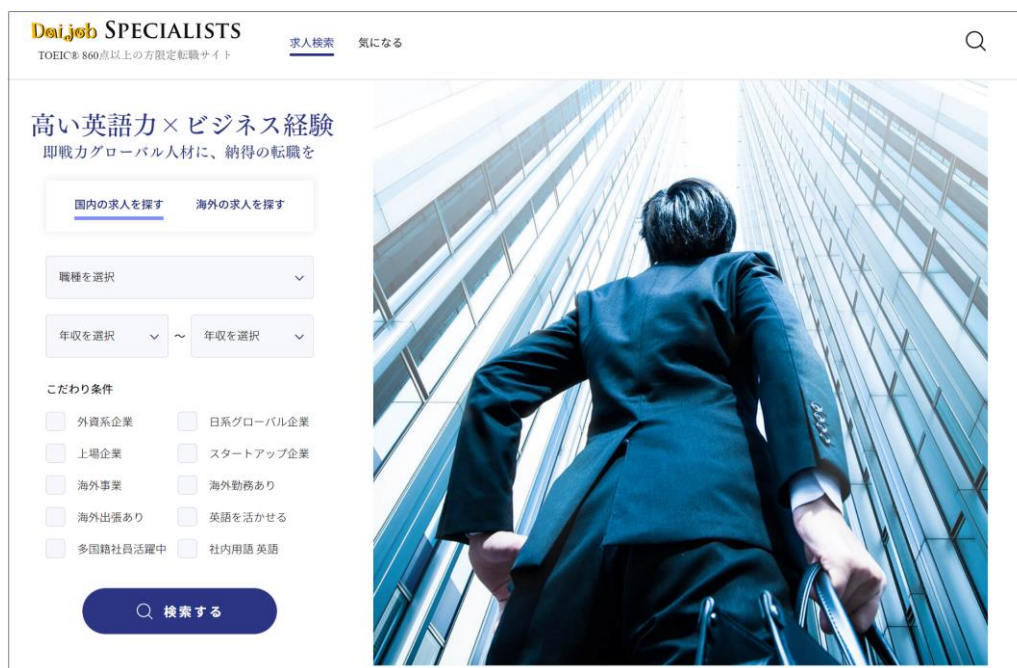 Daijob SPECIALISTS
TOEIC® 860点以上の方限定転職サイト
求人検索 気になる
高い英語力×ビジネス経験
即戦力グローバル人材に、納得の転職を
国内の求人を探す 海外の求人を探す
職種を選択
年収を選択 ～ 年収を選択
こだわり条件
外資系企業 日系グローバル企業
上場企業 スタートアップ企業
海外事業 海外勤務あり
海外出張あり 英語を活かせる
多国籍社員活躍中 社内用語 英語
検索する